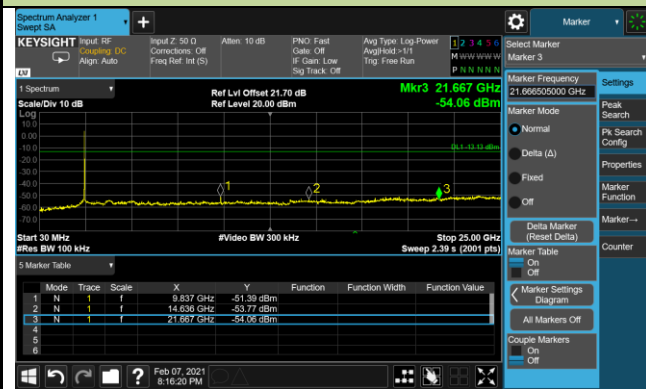 Spectrum Analyzer 1
Swept SA
Marker
KEYSIGHT
Input: RF
Coupling: DC
Align: Auto
Input Z: 50 Ω
Corrections: Off
Freq Ref: Int (S)
Atten: 10 dB
PNO: Fast
Gate: Off
IF Gain: Low
Sig Track: Off
Avg Type: Log-Power
Avg|Hold:>1/1
Trig: Free Run
1 2 3 4 5 6
M W W W W W
P N N N N N
LXI
Select Marker
Marker 3
1 Spectrum
Scale/Div 10 dB
Ref Lvl Offset 21.70 dB
Ref Level 20.00 dBm
Mkr3 21.667 GHz
-54.06 dBm
Log
10.0
0.00
-10.0
-20.0
-30.0
-40.0
-50.0
-60.0
-70.0
DL1 -13.13 dBm
1
2
3
Start 30 MHz
#Res BW 100 kHz
#Video BW 300 kHz
Stop 25.00 GHz
Sweep 2.39 s (2001 pts)
5 Marker Table
Mode Trace Scale X Y Function Function Width Function Value
1 N 1 f 9.837 GHz -51.39 dBm
2 N 1 f 14.636 GHz -53.77 dBm
3 N 1 f 21.667 GHz -54.06 dBm
4
5
6
Marker Frequency
21.666505000 GHz
Marker Mode
Normal
Delta (Δ)
Fixed
Off
Delta Marker
(Reset Delta)
Marker Table
On
Off
Marker Settings
Diagram
All Markers Off
Couple Markers
On
Off
Settings
Peak
Search
Pk Search
Config
Properties
Marker
Function
Marker→
Counter
?
Feb 07, 2021
8:16:20 PM